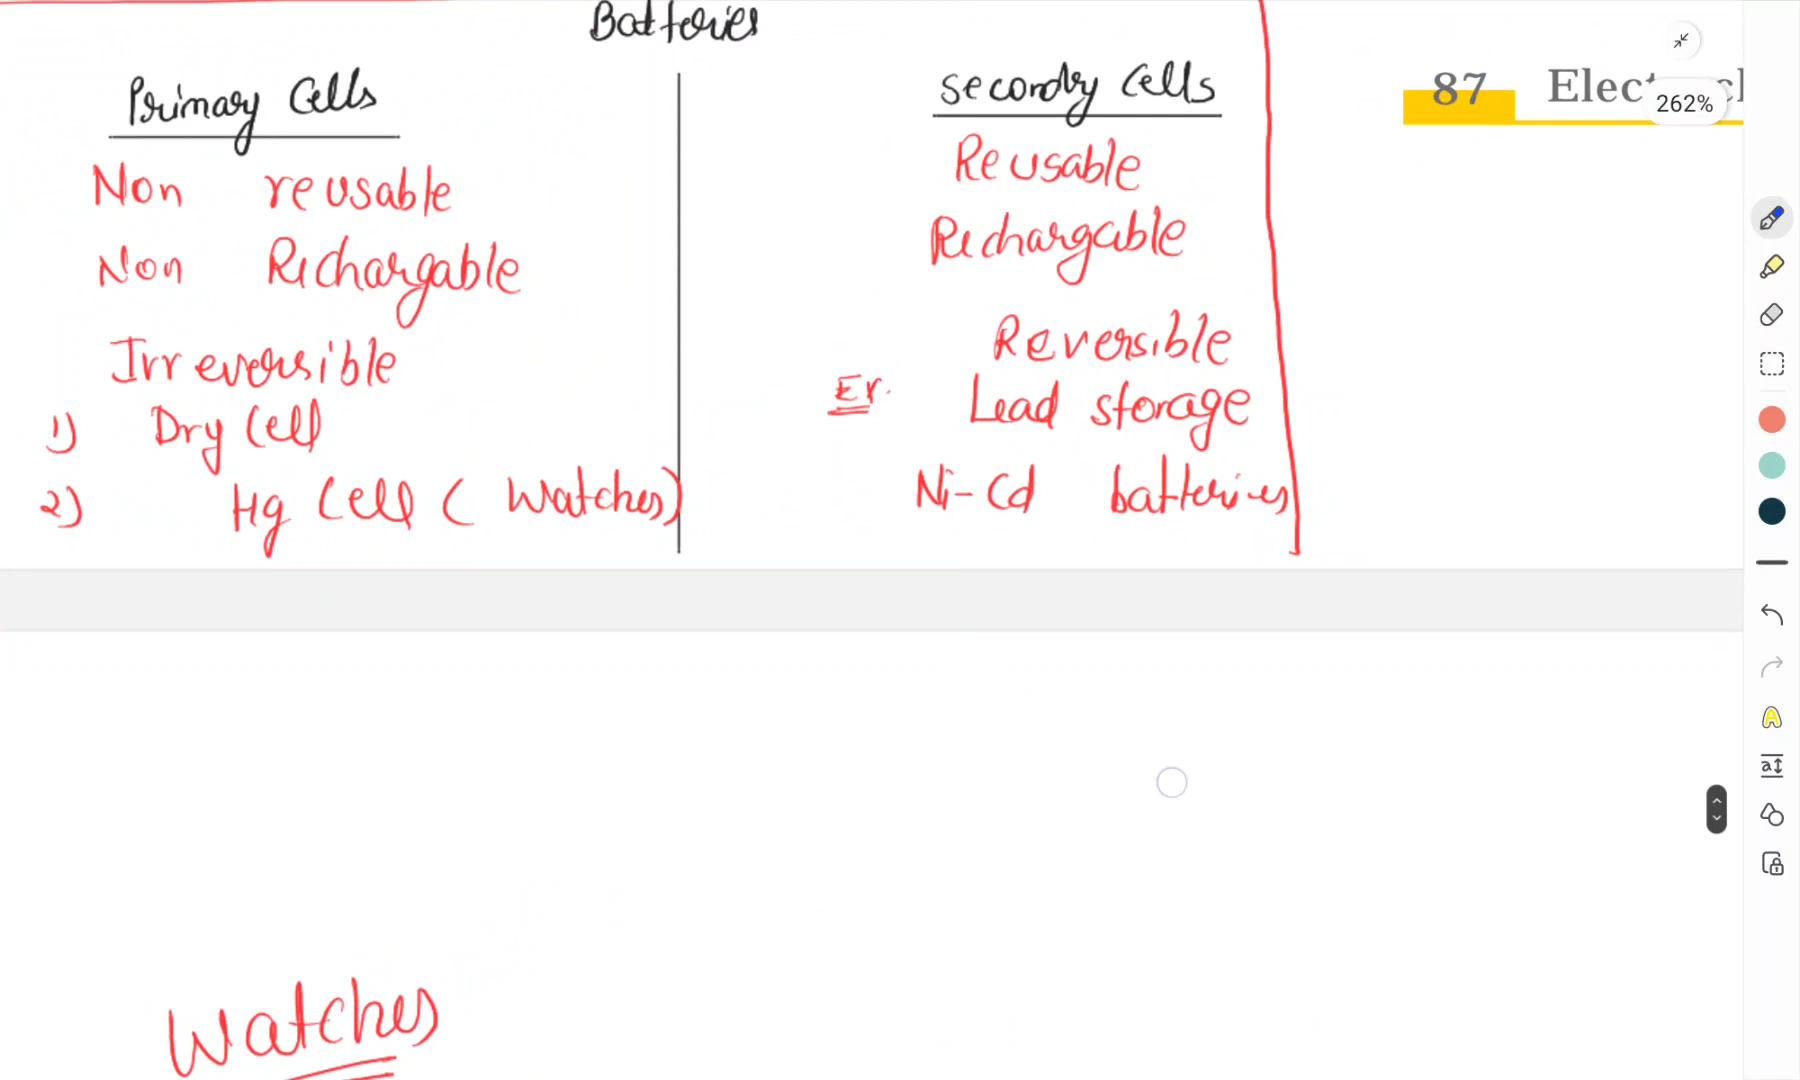 Batteries
Primary Cells
Non reusable
Non Rechargable
Irreversible
1) Dry Cell
2) Hg Cell ( Watches)
Secondry Cells
Reusable
Rechargable
Reversible
Ex. Lead storage
Ni-Cd batteries
87
262%
Watches